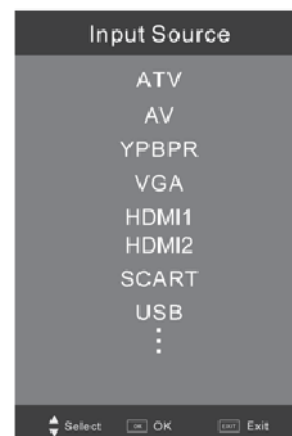 Input Source
ATV
AV
YPBPR
VGA
HDMI1
HDMI2
SCART
USB
⋮
Select OK OK EXIT Exit